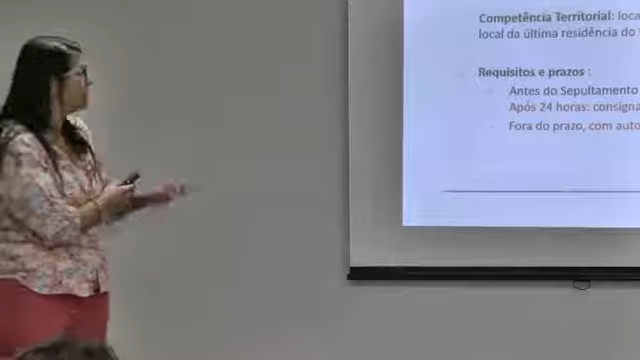 Competência Territorial: loca
local da última residência do
Requisitos e prazos :
Antes do Sepultamento
Após 24 horas: consigna
Fora do prazo, com auto